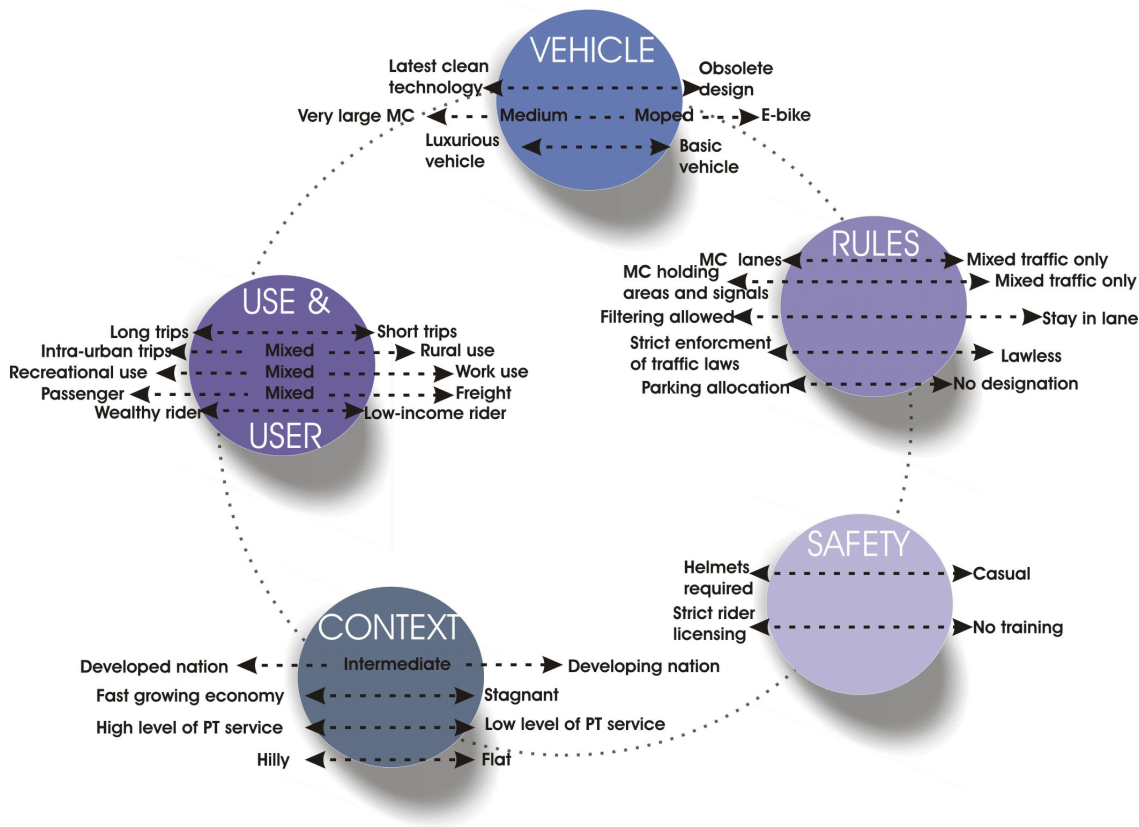 VEHICLE
Latest clean
technology
Obsolete
design
Very large MC
Medium
Moped
E-bike
Luxurious
vehicle
Basic
vehicle
RULES
MC lanes
Mixed traffic only
MC holding
areas and signals
Mixed traffic only
Filtering allowed
Stay in lane
Strict enforcment
of traffic laws
Lawless
Parking allocation
No designation
USE &
Long trips
Short trips
Intra-urban trips
Mixed
Rural use
Recreational use
Mixed
Work use
Passenger
Mixed
Freight
Wealthy rider
Low-income rider
USER
SAFETY
Helmets
required
Casual
Strict rider
licensing
No training
CONTEXT
Developed nation
Intermediate
Developing nation
Fast growing economy
Stagnant
High level of PT service
Low level of PT service
Hilly
Flat